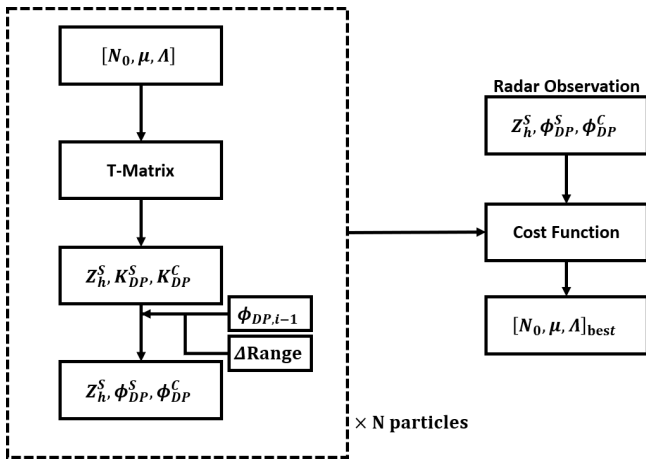 [N₀, μ, Λ]
T-Matrix
Z_h^S, K_DP^S, K_DP^C
ϕ_DP,i−1
ΔRange
Z_h^S, ϕ_DP^S, ϕ_DP^C
× N particles
Radar Observation
Z_h^S, ϕ_DP^S, ϕ_DP^C
Cost Function
[N₀, μ, Λ]_best